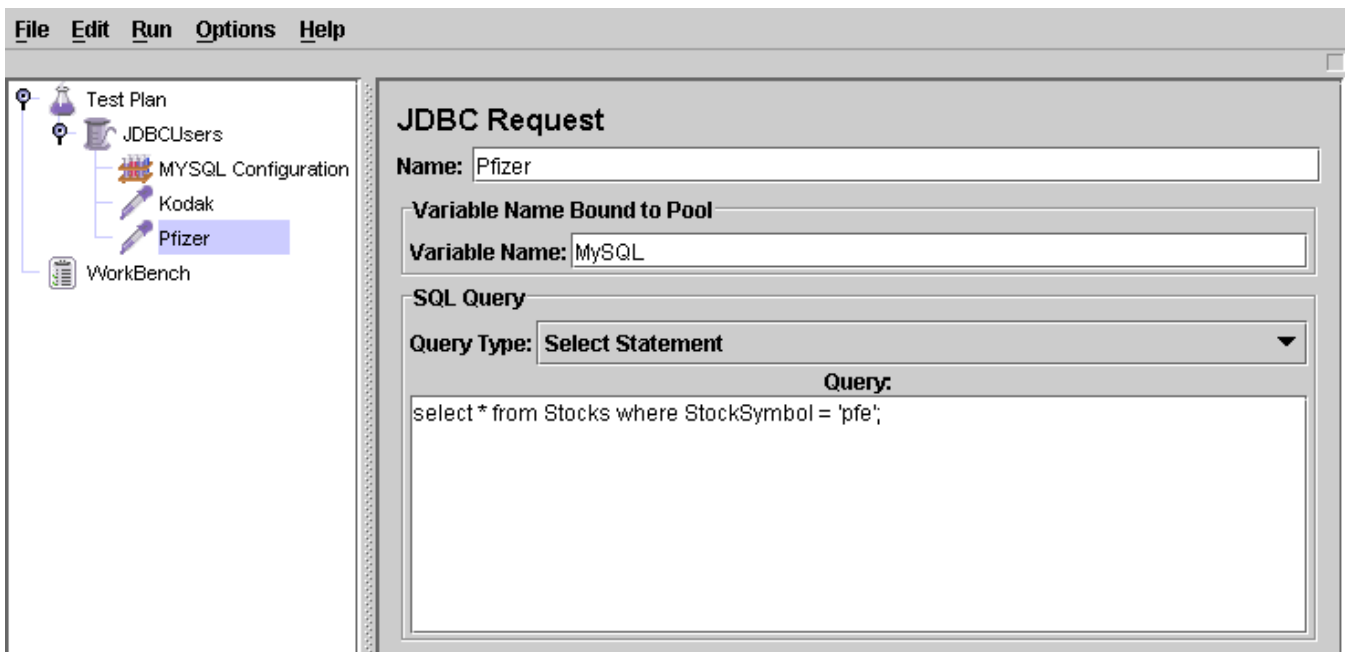 File Edit Run Options Help
Test Plan
JDBCUsers
MYSQL Configuration
Kodak
Pfizer
WorkBench
JDBC Request
Name: Pfizer
Variable Name Bound to Pool
Variable Name: MySQL
SQL Query
Query Type: Select Statement
Query:
select * from Stocks where StockSymbol = 'pfe';